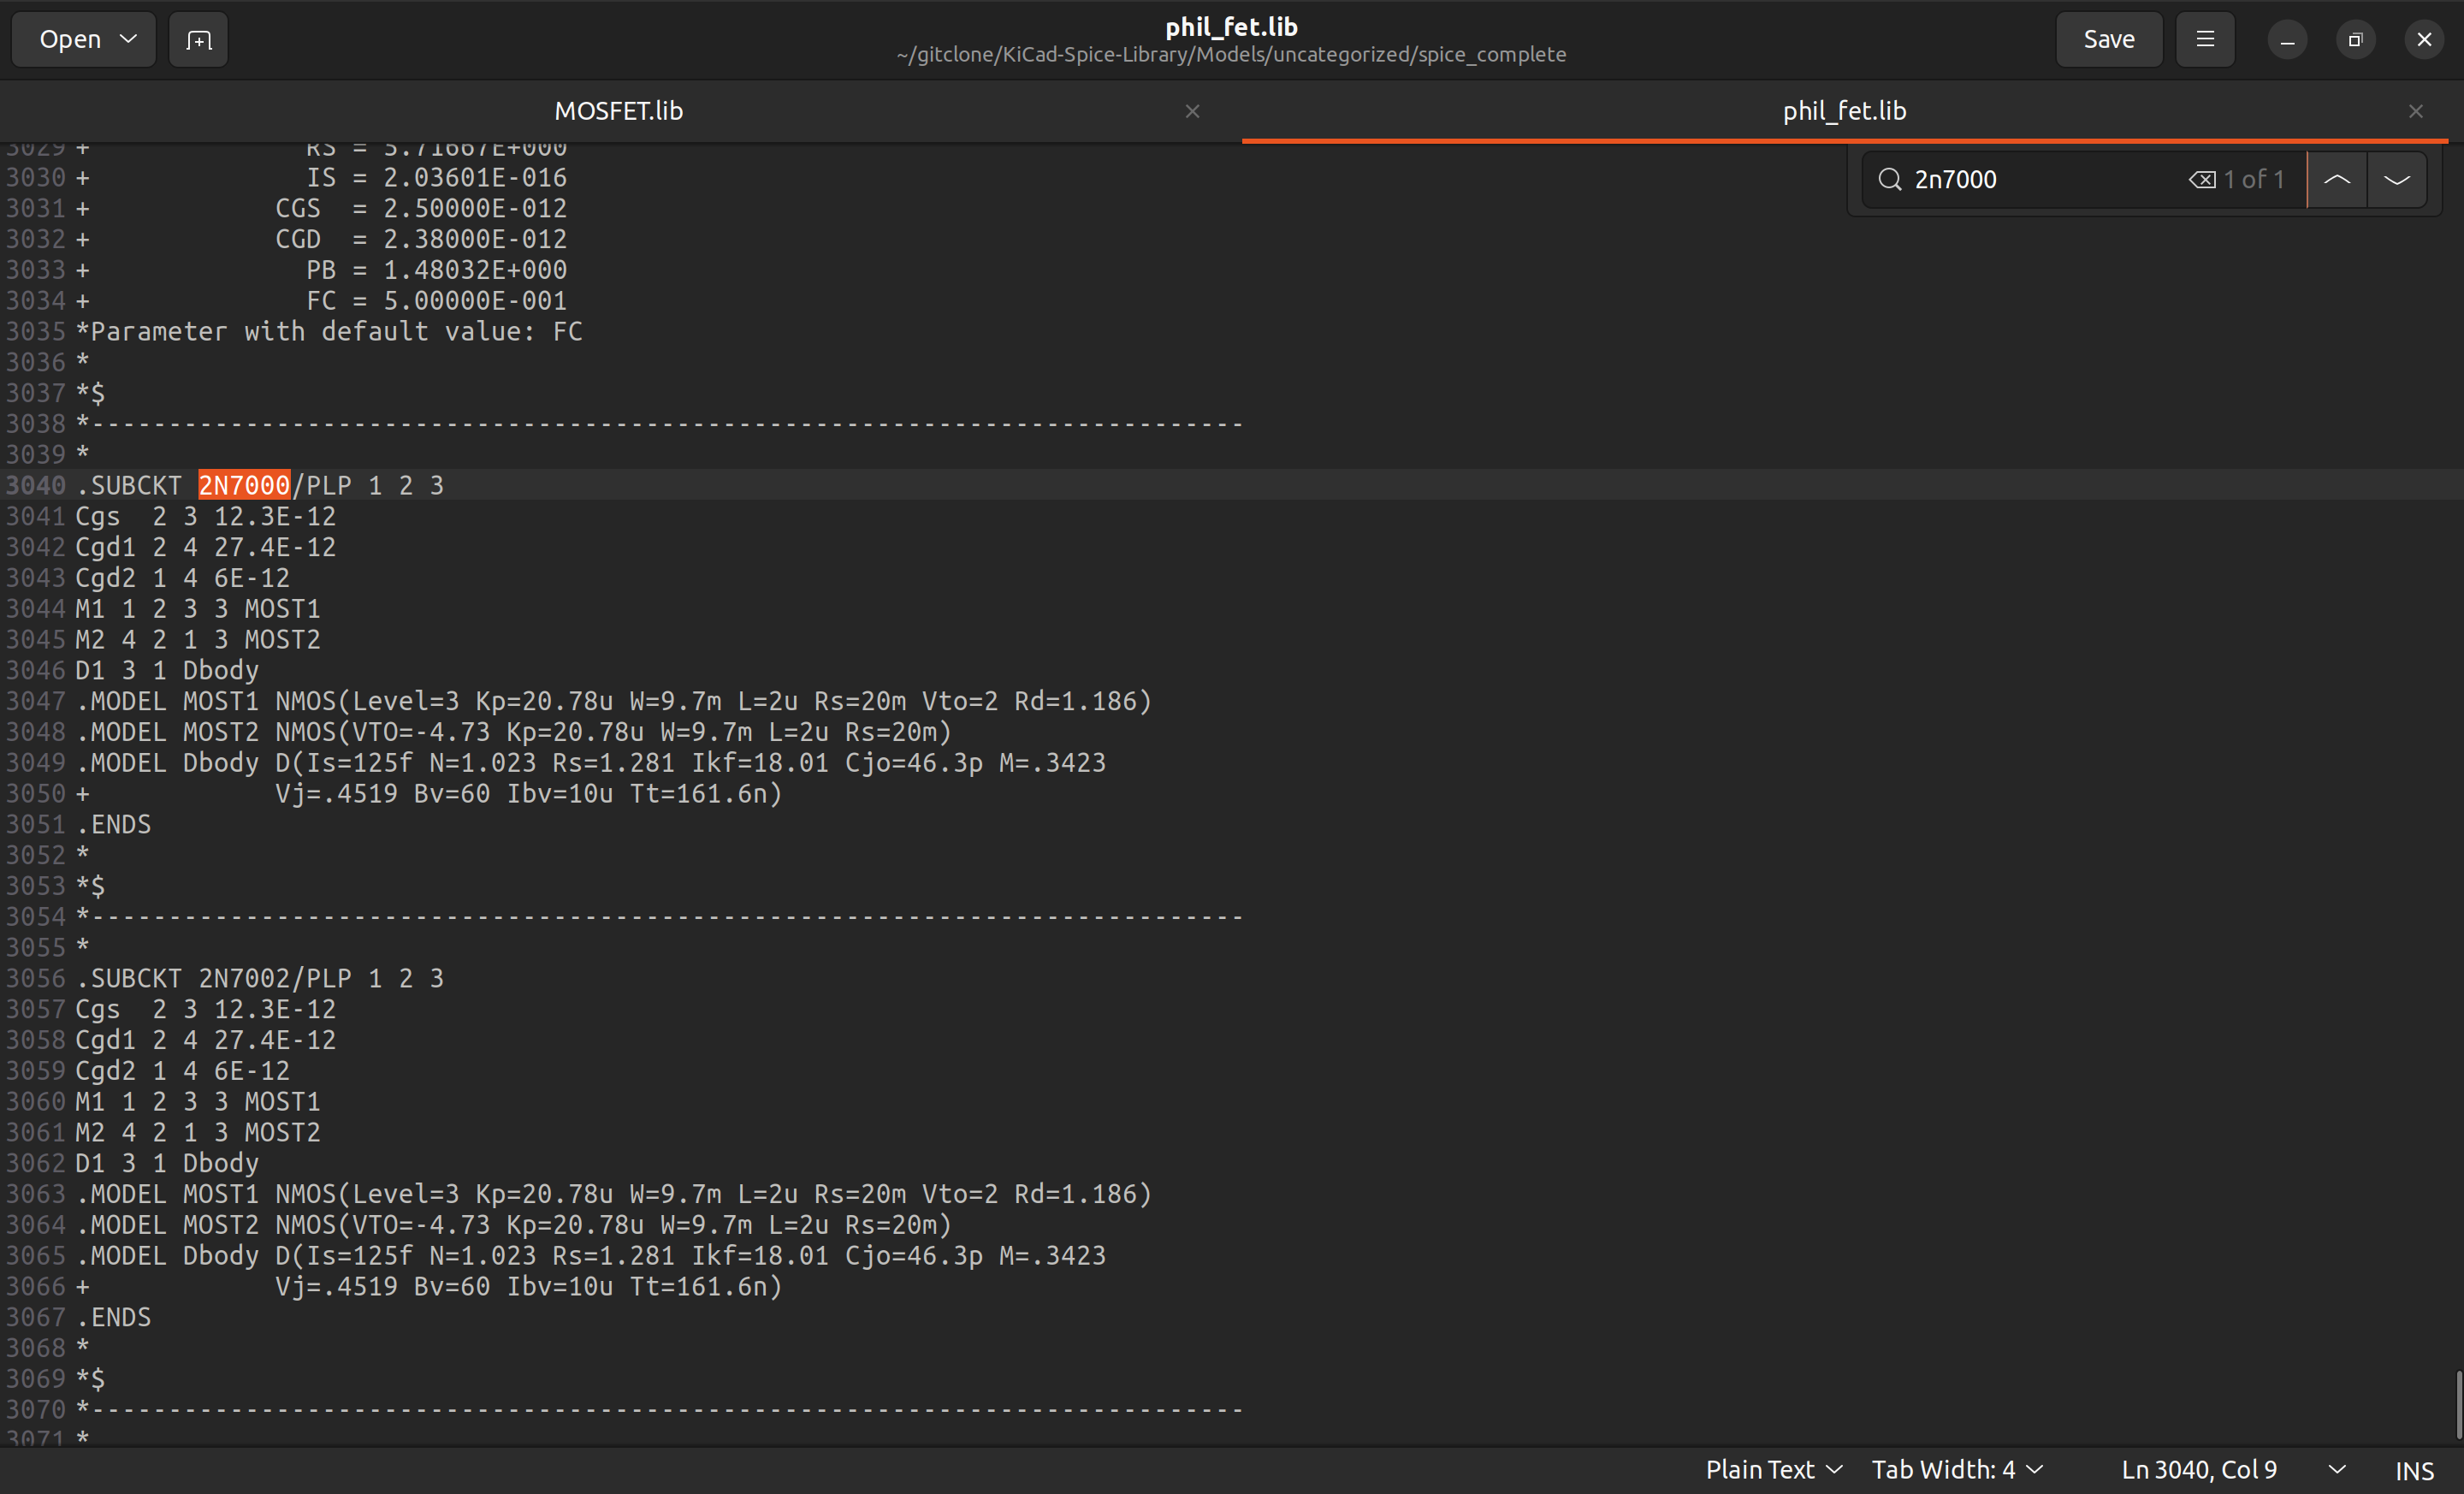 Open
phil_fet.lib
~/gitclone/KiCad-Spice-Library/Models/uncategorized/spice_complete
Save
MOSFET.lib
phil_fet.lib
2n7000
1 of 1
3029 + RS = 5.71667E+000
3030 + IS = 2.03601E-016
3031 + CGS = 2.50000E-012
3032 + CGD = 2.38000E-012
3033 + PB = 1.48032E+000
3034 + FC = 5.00000E-001
3035 *Parameter with default value: FC
3036 *
3037 *$
3038 *---------------------------------------------------------------------------
3039 *
3040 .SUBCKT 2N7000/PLP 1 2 3
3041 Cgs 2 3 12.3E-12
3042 Cgd1 2 4 27.4E-12
3043 Cgd2 1 4 6E-12
3044 M1 1 2 3 3 MOST1
3045 M2 4 2 1 3 MOST2
3046 D1 3 1 Dbody
3047 .MODEL MOST1 NMOS(Level=3 Kp=20.78u W=9.7m L=2u Rs=20m Vto=2 Rd=1.186)
3048 .MODEL MOST2 NMOS(VTO=-4.73 Kp=20.78u W=9.7m L=2u Rs=20m)
3049 .MODEL Dbody D(Is=125f N=1.023 Rs=1.281 Ikf=18.01 Cjo=46.3p M=.3423
3050 + Vj=.4519 Bv=60 Ibv=10u Tt=161.6n)
3051 .ENDS
3052 *
3053 *$
3054 *---------------------------------------------------------------------------
3055 *
3056 .SUBCKT 2N7002/PLP 1 2 3
3057 Cgs 2 3 12.3E-12
3058 Cgd1 2 4 27.4E-12
3059 Cgd2 1 4 6E-12
3060 M1 1 2 3 3 MOST1
3061 M2 4 2 1 3 MOST2
3062 D1 3 1 Dbody
3063 .MODEL MOST1 NMOS(Level=3 Kp=20.78u W=9.7m L=2u Rs=20m Vto=2 Rd=1.186)
3064 .MODEL MOST2 NMOS(VTO=-4.73 Kp=20.78u W=9.7m L=2u Rs=20m)
3065 .MODEL Dbody D(Is=125f N=1.023 Rs=1.281 Ikf=18.01 Cjo=46.3p M=.3423
3066 + Vj=.4519 Bv=60 Ibv=10u Tt=161.6n)
3067 .ENDS
3068 *
3069 *$
3070 *---------------------------------------------------------------------------
3071 *
Plain Text
Tab Width: 4
Ln 3040, Col 9
INS